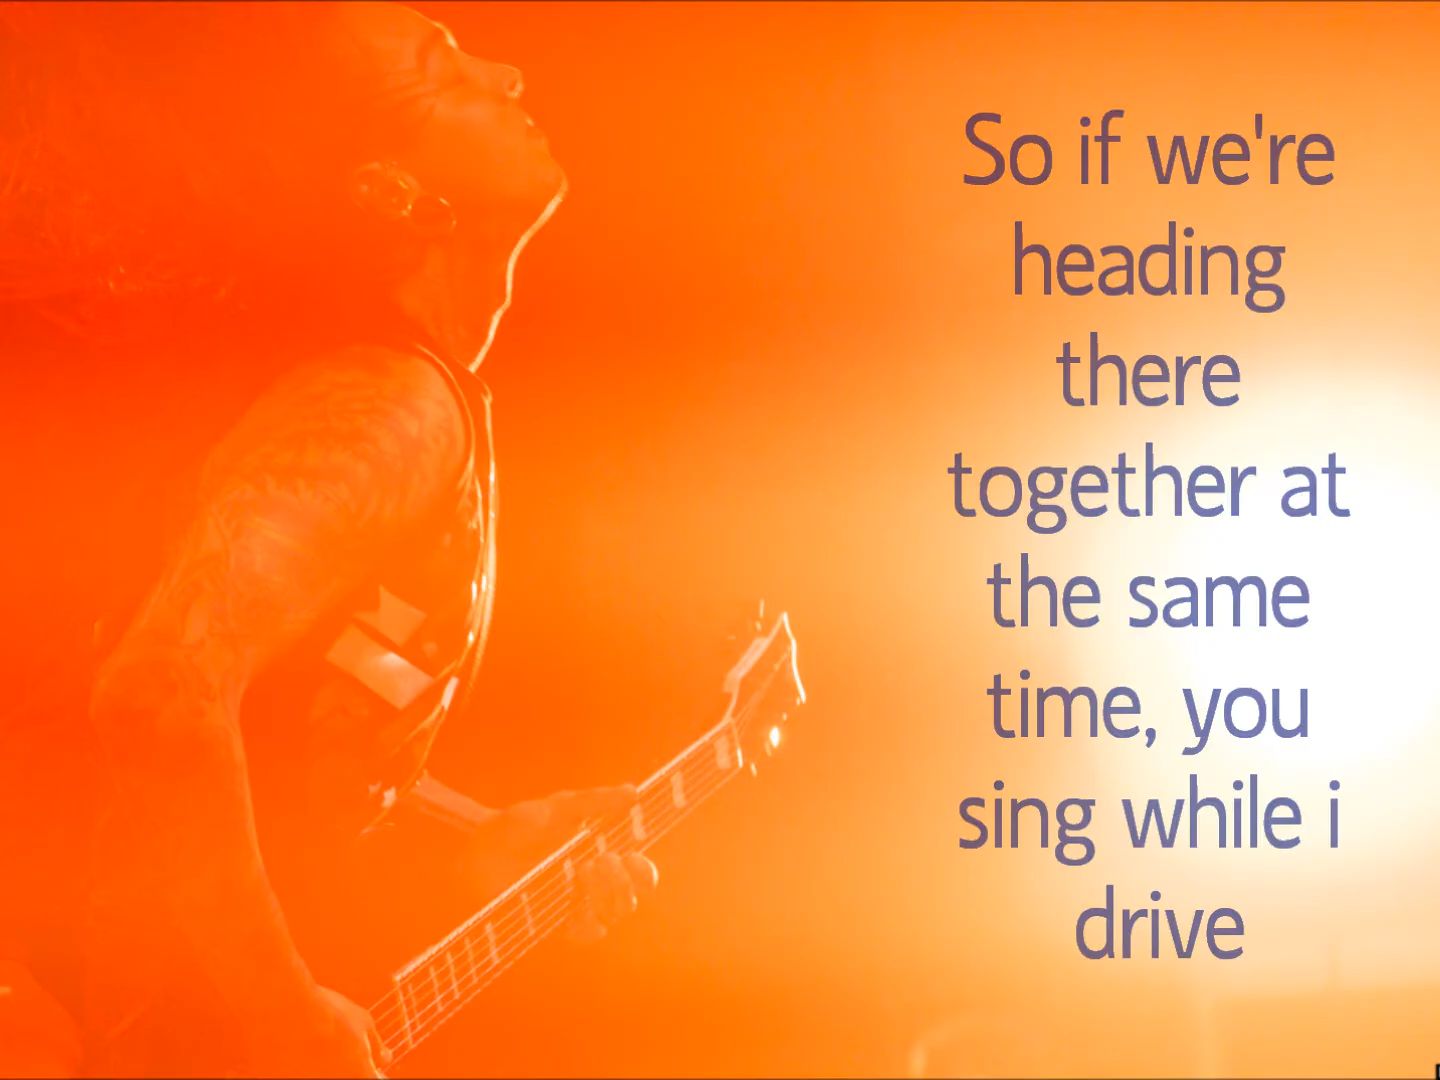 So if we're
heading
there
together at
the same
time, you
sing while i
drive